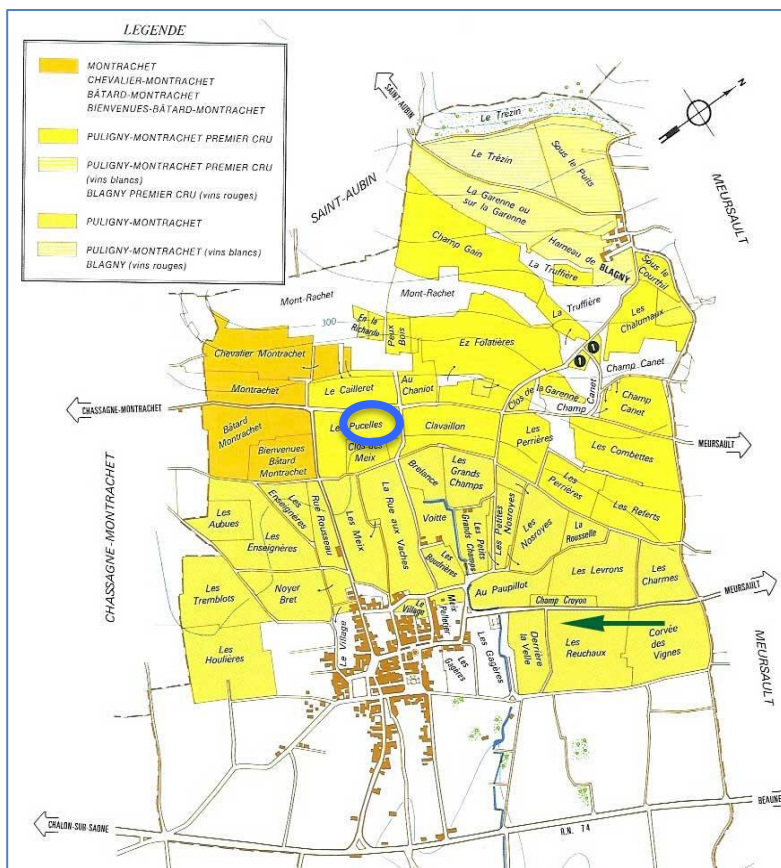 LEGENDE
MONTRACHET
CHEVALIER-MONTRACHET
BÂTARD-MONTRACHET
BIENVENUES-BÂTARD-MONTRACHET
PULIGNY-MONTRACHET PREMIER CRU
PULIGNY-MONTRACHET PREMIER CRU
(vins blancs)
BLAGNY PREMIER CRU (vins rouges)
PULIGNY-MONTRACHET
PULIGNY-MONTRACHET (vins blancs)
BLAGNY (vins rouges)
SAINT-AUBIN
N
Le Trézin
Le Trézin
Sous le Puits
SAINT-AUBIN
MEURSAULT
La Garenne ou
sur la Garenne
Champ Gain
Hameau de
BLAGNY
La Truffière
Sous le
Courthil
Mont-Rachet
Mont-Rachet
La Truffière
Les
Chalomaux
300
En la
Richarde
Peux
Bois
Ez Folatières
Chevalier Montrachet
1
1
Champ Canet
Montrachet
Le Cailleret
Au
Chaniot
Clos de la Garenne
Champ
Canet
Champ
Canet
CHASSAGNE-MONTRACHET
Bâtard
Montrachet
Les Pucelles
Clavaillon
Les
Perrières
MEURSAULT
Bienvenues
Bâtard
Montrachet
Clos des
Meix
Les Combettes
Brelance
Les
Grands
Champs
Les
Perrières
Les Referts
CHASSAGNE-MONTRACHET
Les
Aubues
Les
Enseignères
Les
Enseignères
Rue Rousseau
Les Meix
La Rue aux
Vaches
Voitte
Les Petits
Grands Champs
Les Petites
Nosroyes
Les
Nosroyes
La
Rousselle
Les
Boudrières
Les
Tremblots
Noyer
Bret
Au Paupillot
Les Levrons
Les
Charmes
MEURSAULT
Le Village
Meix
Pelletier
Champ Croyon
Le Village
Les
Houlières
Les
Gagères
Les Gagères
Derrière
la Velle
Les
Reuchaux
Corvée
des
Vignes
MEURSAULT
BEAUNE
CHALON-SUR-SAÔNE
R.N. 74